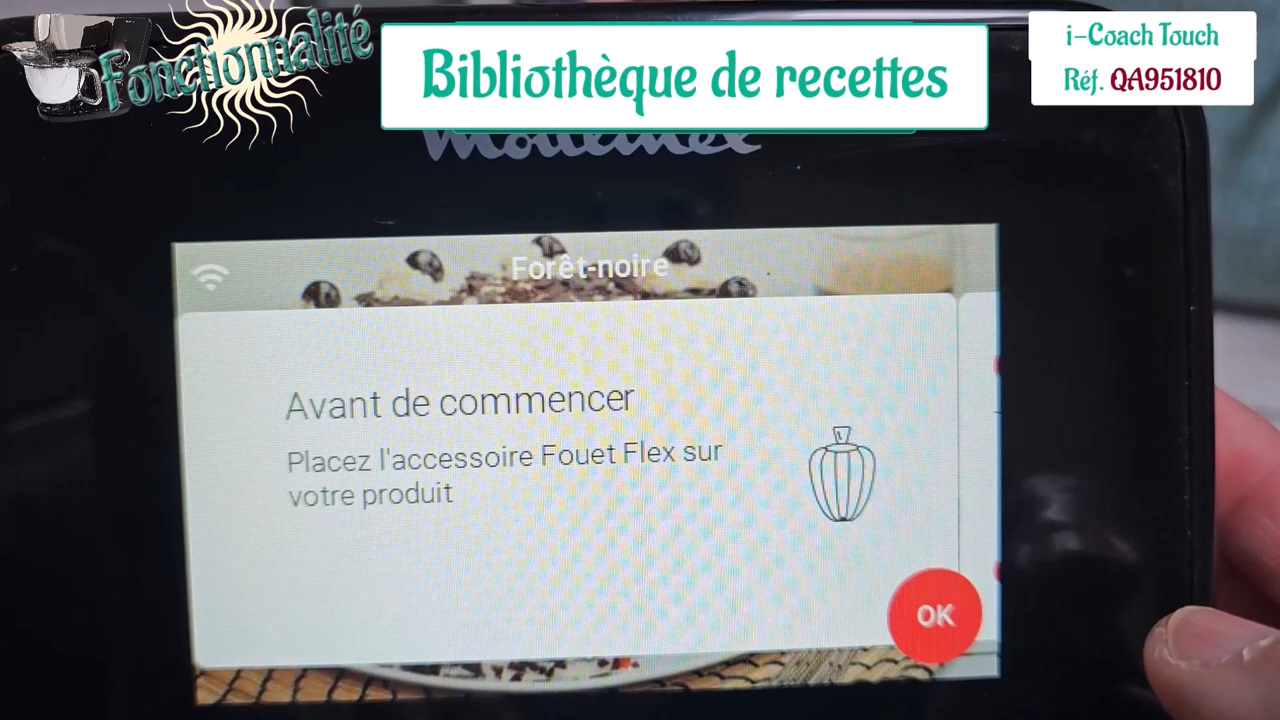 Fonctionnalité
Bibliothèque de recettes
i-Coach Touch
Réf. QA951810
Moulinex
Forêt-noire
Avant de commencer
Placez l'accessoire Fouet Flex sur
votre produit
OK